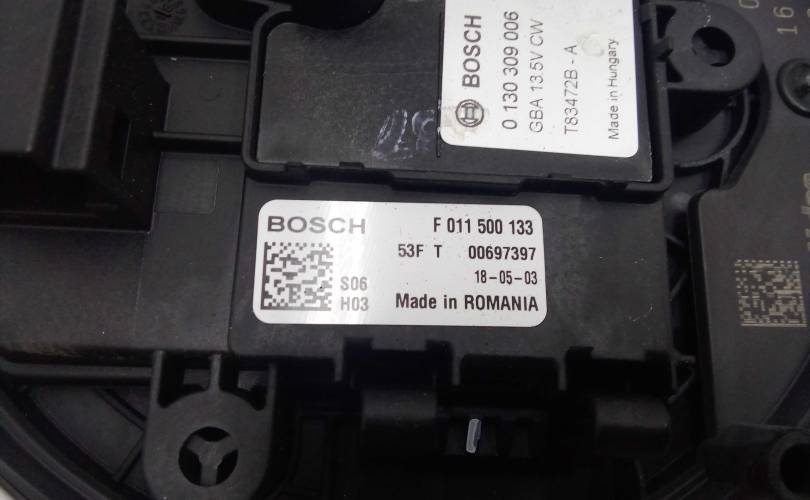 BOSCH
0 130 309 006
GBA 13.5V CW
T83472B - A
Made in Hungary
BOSCH F 011 500 133
53F T 00697397
18-05-03
S06
H03 Made in ROMANIA